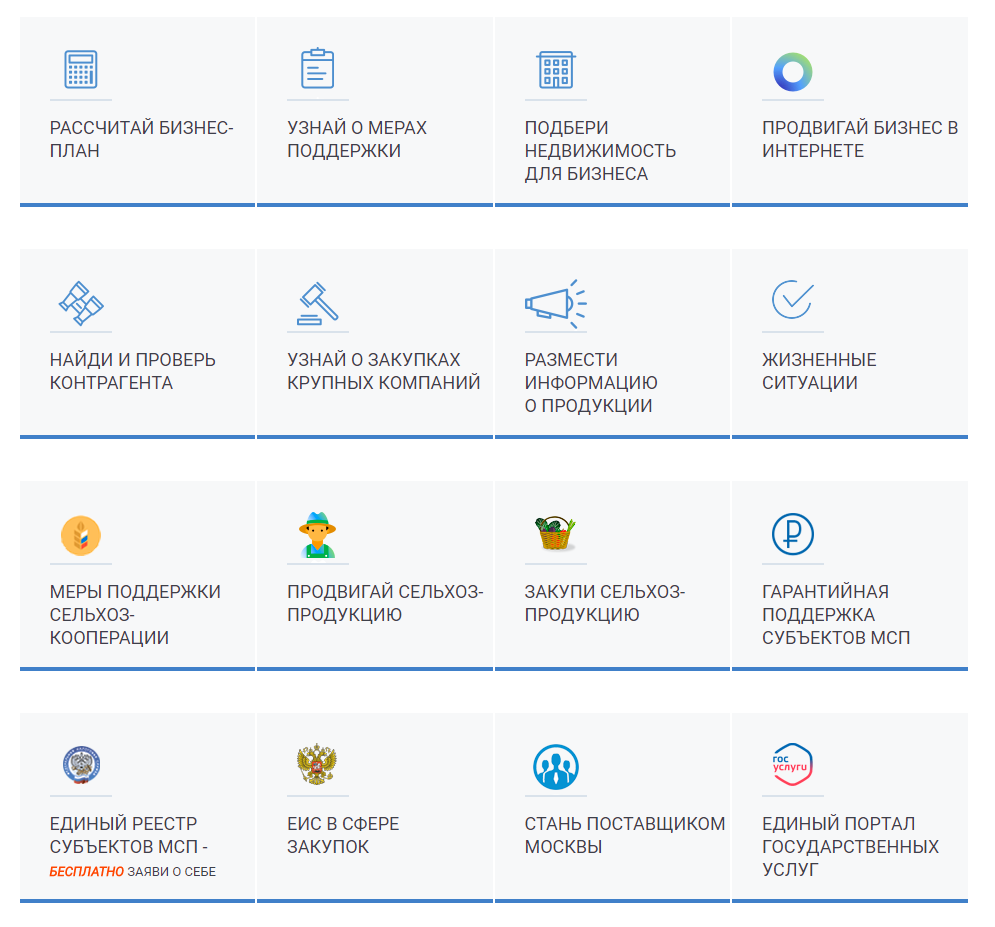 РАССЧИТАЙ БИЗНЕС-
ПЛАН
УЗНАЙ О МЕРАХ
ПОДДЕРЖКИ
ПОДБЕРИ
НЕДВИЖИМОСТЬ
ДЛЯ БИЗНЕСА
ПРОДВИГАЙ БИЗНЕС В
ИНТЕРНЕТЕ
НАЙДИ И ПРОВЕРЬ
КОНТРАГЕНТА
УЗНАЙ О ЗАКУПКАХ
КРУПНЫХ КОМПАНИЙ
РАЗМЕСТИ
ИНФОРМАЦИЮ
О ПРОДУКЦИИ
ЖИЗНЕННЫЕ
СИТУАЦИИ
МЕРЫ ПОДДЕРЖКИ
СЕЛЬХОЗ-
КООПЕРАЦИИ
ПРОДВИГАЙ СЕЛЬХОЗ-
ПРОДУКЦИЮ
ЗАКУПИ СЕЛЬХОЗ-
ПРОДУКЦИЮ
ГАРАНТИЙНАЯ
ПОДДЕРЖКА
СУБЪЕКТОВ МСП
ЕДИНЫЙ РЕЕСТР
СУБЪЕКТОВ МСП -
БЕСПЛАТНО ЗАЯВИ О СЕБЕ
ЕИС В СФЕРЕ
ЗАКУПОК
СТАНЬ ПОСТАВЩИКОМ
МОСКВЫ
гос
услуги
ЕДИНЫЙ ПОРТАЛ
ГОСУДАРСТВЕННЫХ
УСЛУГ